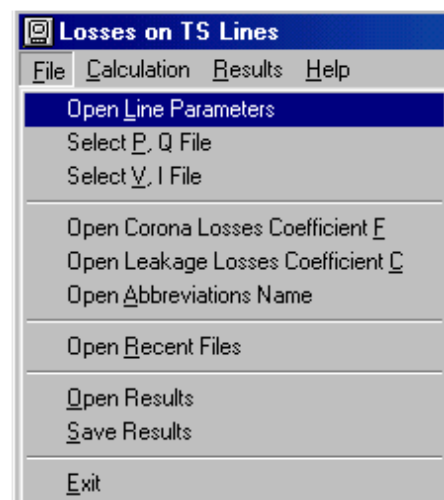 Losses on TS Lines
File Calculation Results Help
Open Line Parameters
Select P, Q File
Select V, I File
Open Corona Losses Coefficient F
Open Leakage Losses Coefficient C
Open Abbreviations Name
Open Recent Files
Open Results
Save Results
Exit